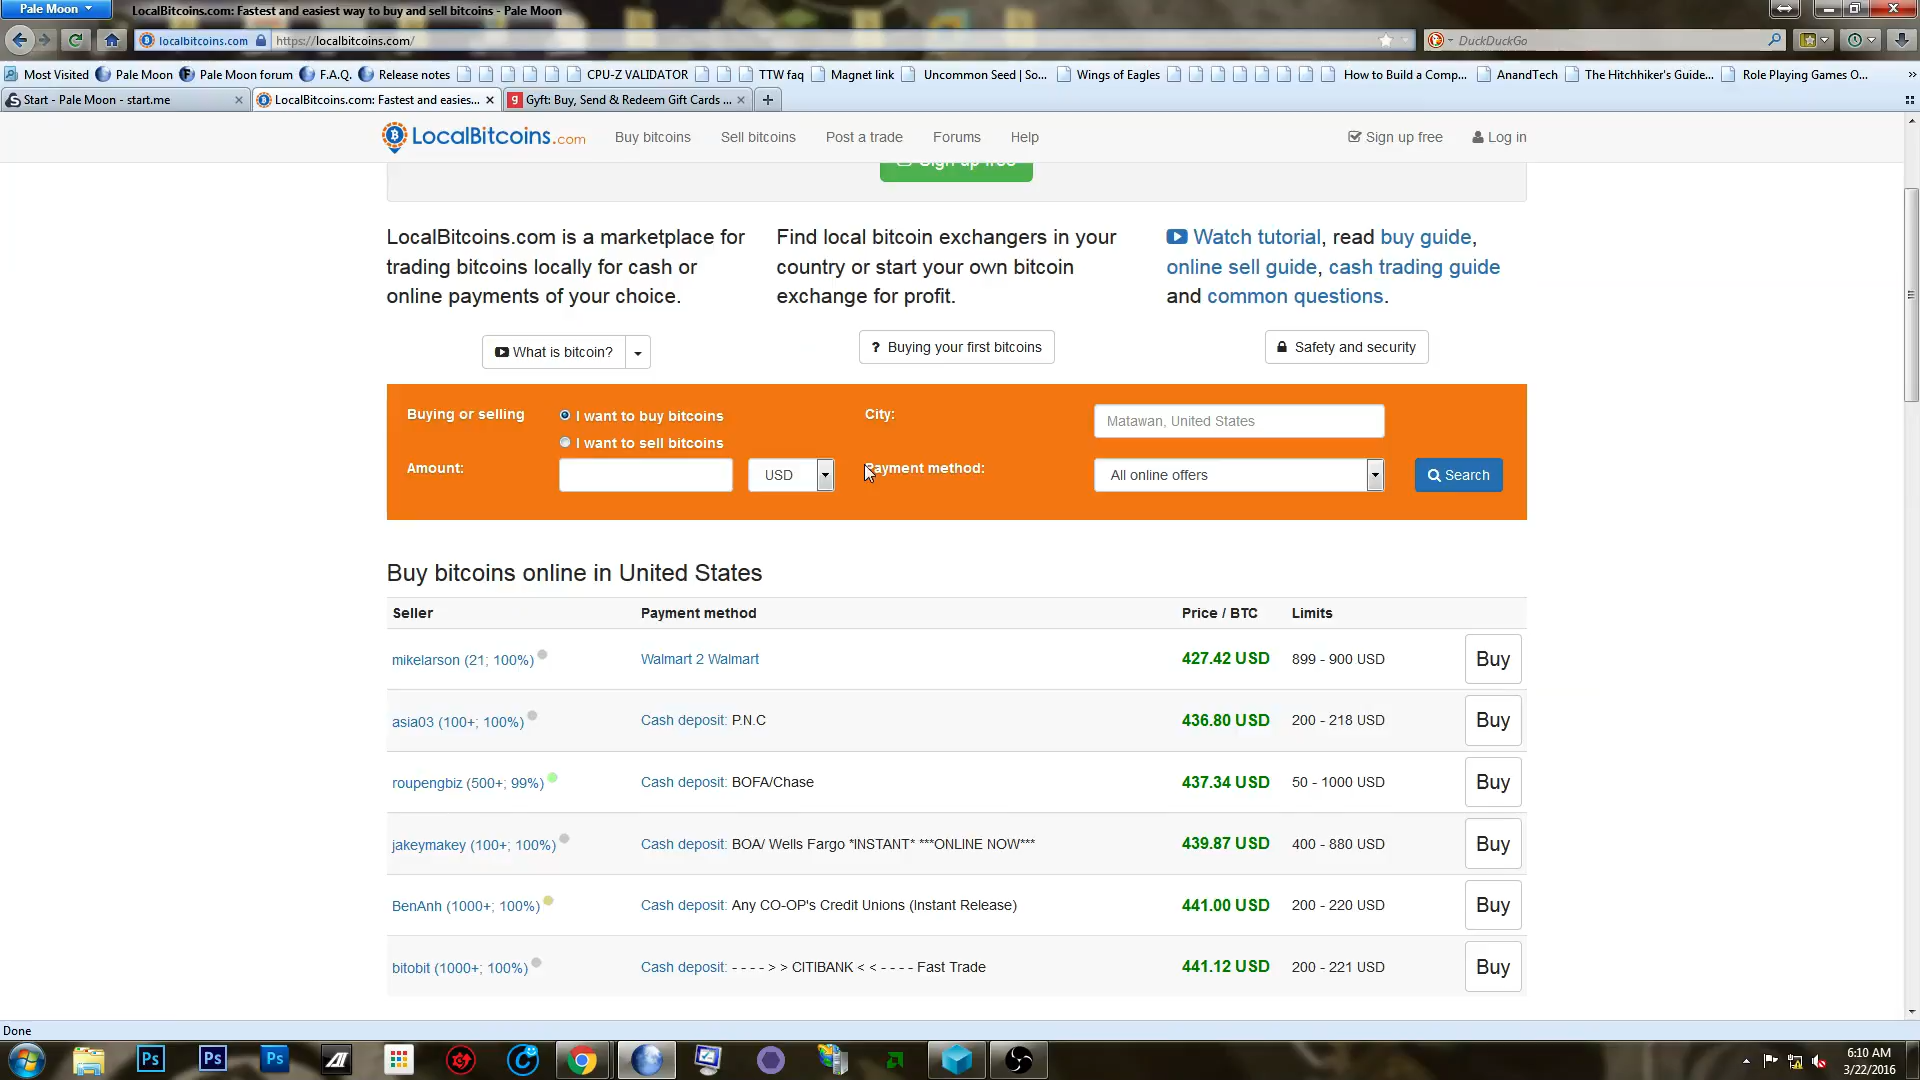 Pale Moon
LocalBitcoins.com: Fastest and easiest way to buy and sell bitcoins - Pale Moon
localbitcoins.com
https://localbitcoins.com/
DuckDuckGo
Most Visited Pale Moon Pale Moon forum F.A.Q. Release notes CPU-Z VALIDATOR TTW faq Magnet link Uncommon Seed | So... Wings of Eagles How to Build a Comp... AnandTech The Hitchhiker's Guide... Role Playing Games O... »
Start - Pale Moon - start.me
LocalBitcoins.com: Fastest and easies...
Gyft: Buy, Send & Redeem Gift Cards ...
LocalBitcoins.com Buy bitcoins Sell bitcoins Post a trade Forums Help Sign up free Log in
Sign up free
LocalBitcoins.com is a marketplace for
trading bitcoins locally for cash or
online payments of your choice.
Find local bitcoin exchangers in your
country or start your own bitcoin
exchange for profit.
Watch tutorial, read buy guide,
online sell guide, cash trading guide
and common questions.
What is bitcoin?
? Buying your first bitcoins
Safety and security
Buying or selling I want to buy bitcoins City: Matawan, United States
I want to sell bitcoins
Amount: USD Payment method: All online offers Search
Buy bitcoins online in United States
Seller Payment method Price / BTC Limits
mikelarson (21; 100%) Walmart 2 Walmart 427.42 USD 899 - 900 USD Buy
asia03 (100+; 100%) Cash deposit: P.N.C 436.80 USD 200 - 218 USD Buy
roupengbiz (500+; 99%) Cash deposit: BOFA/Chase 437.34 USD 50 - 1000 USD Buy
jakeymakey (100+; 100%) Cash deposit: BOA/ Wells Fargo *INSTANT* ***ONLINE NOW*** 439.87 USD 400 - 880 USD Buy
BenAnh (1000+; 100%) Cash deposit: Any CO-OP's Credit Unions (Instant Release) 441.00 USD 200 - 220 USD Buy
bitobit (1000+; 100%) Cash deposit: - - - - > > CITIBANK < < - - - - Fast Trade 441.12 USD 200 - 221 USD Buy
Done
Ps Ps Ps
6:10 AM
3/22/2016